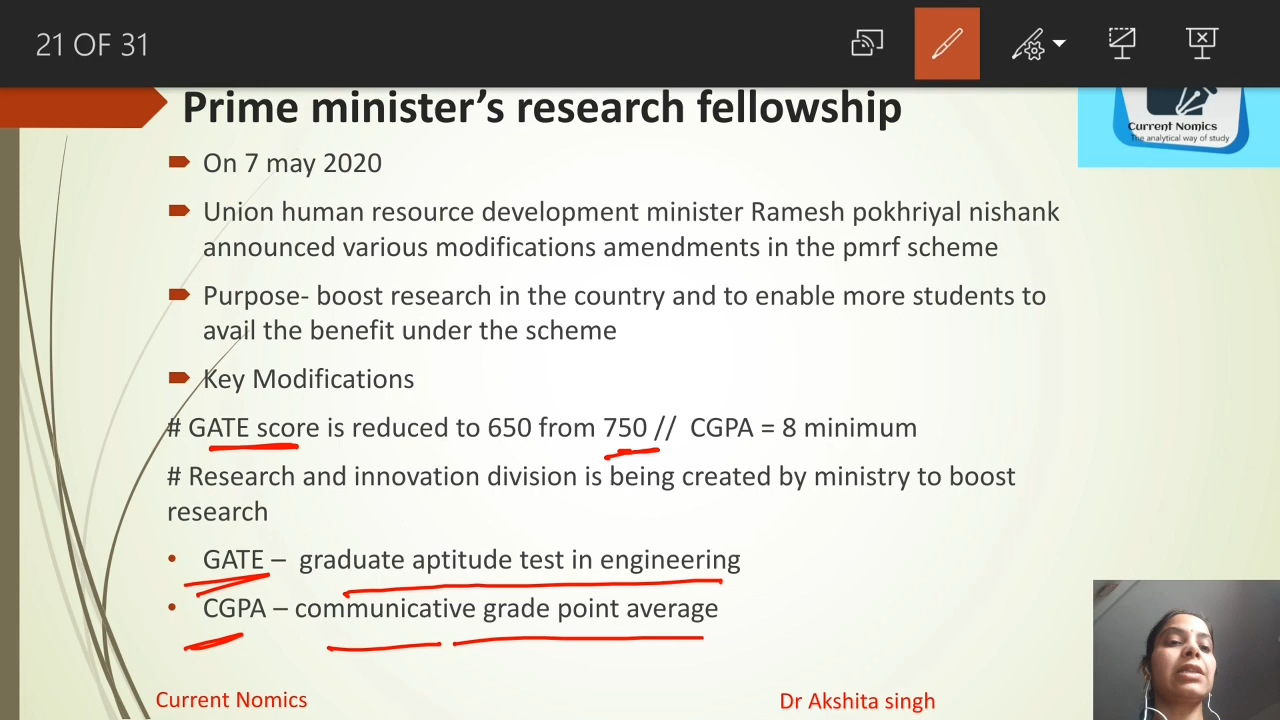 21 OF 31
Prime minister's research fellowship
Current Nomics
The analytical way of study
On 7 may 2020
Union human resource development minister Ramesh pokhriyal nishank
announced various modifications amendments in the pmrf scheme
Purpose- boost research in the country and to enable more students to
avail the benefit under the scheme
Key Modifications
# GATE score is reduced to 650 from 750 // CGPA = 8 minimum
# Research and innovation division is being created by ministry to boost
research
• GATE – graduate aptitude test in engineering
• CGPA – communicative grade point average
Current Nomics
Dr Akshita singh